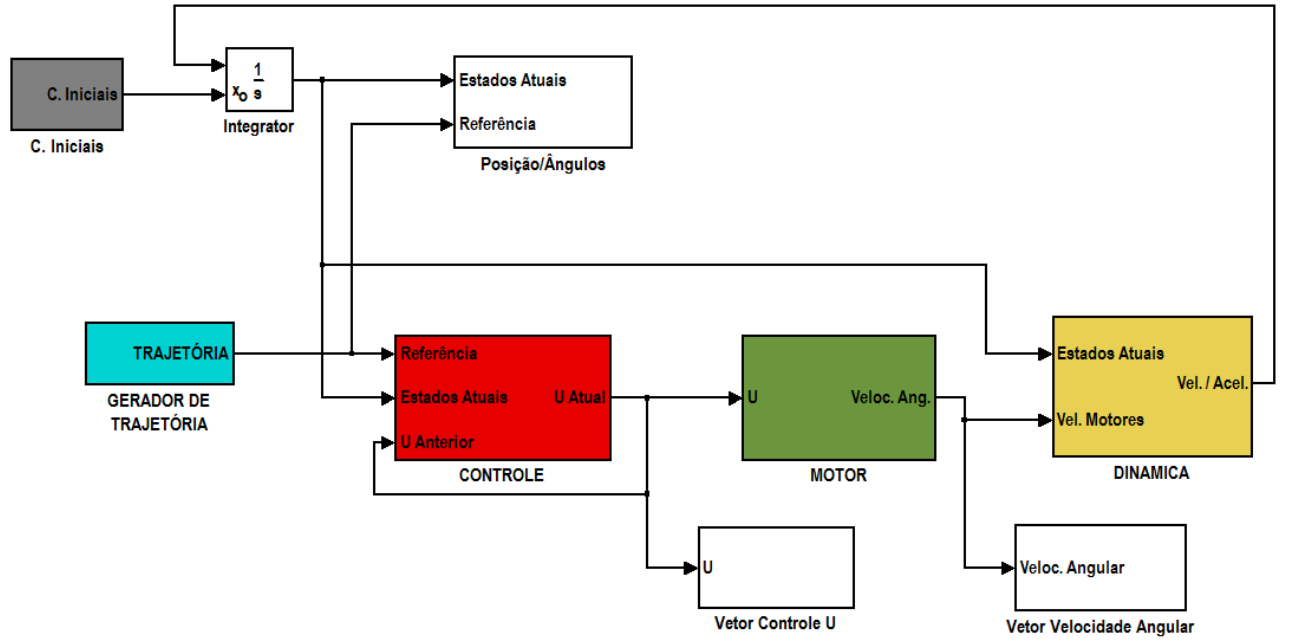 C. Iniciais
C. Iniciais
1
xo s
Integrator
Estados Atuais
Referência
Posição/Ângulos
TRAJETÓRIA
GERADOR DE
TRAJETÓRIA
Referência
Estados Atuais
U Atual
U Anterior
CONTROLE
U
Veloc. Ang.
MOTOR
Estados Atuais
Vel. / Acel.
Vel. Motores
DINAMICA
U
Vetor Controle U
Veloc. Angular
Vetor Velocidade Angular